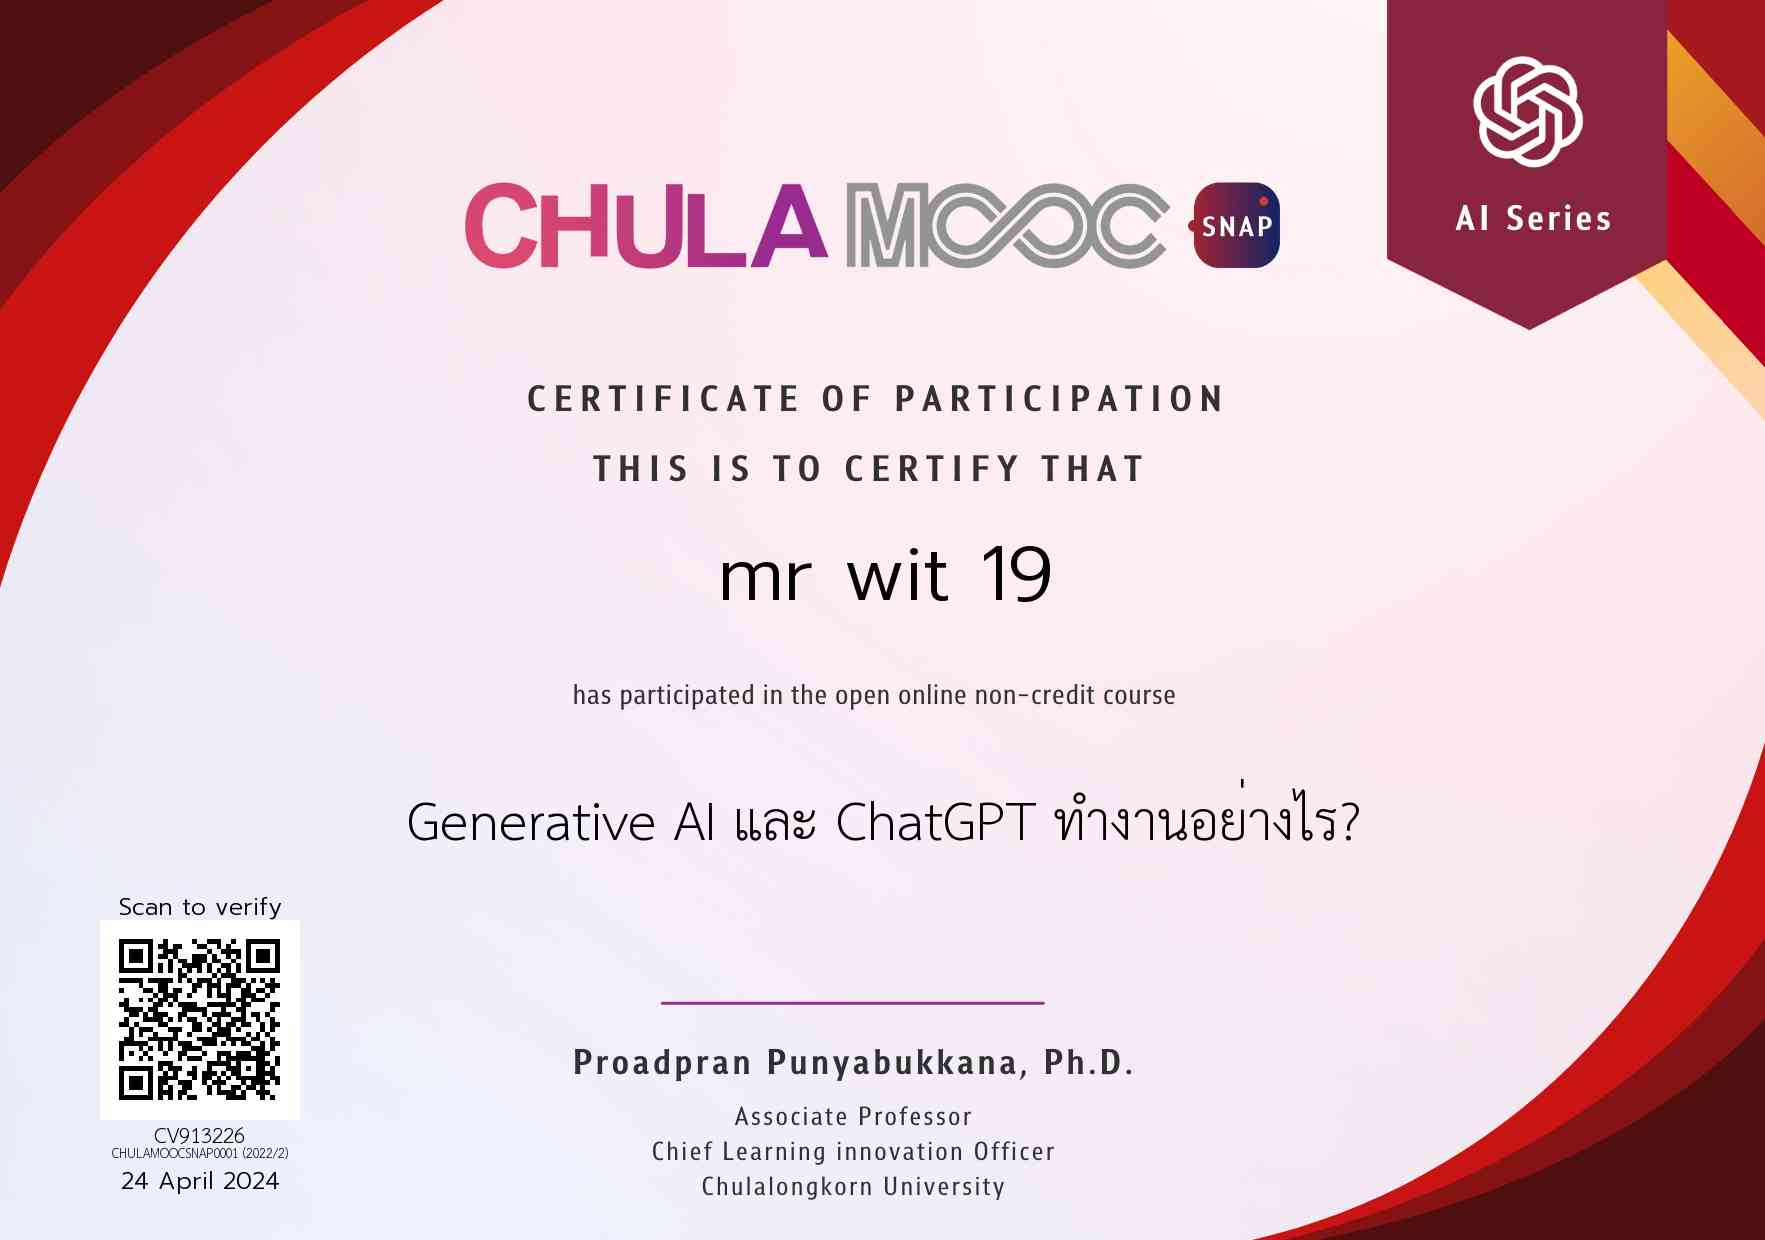 CHULA MOOC SNAP
AI Series
CERTIFICATE OF PARTICIPATION
THIS IS TO CERTIFY THAT
mr wit 19
has participated in the open online non-credit course
Generative AI และ ChatGPT ทำงานอย่างไร?
Scan to verify
CV913226
CHULAMOOCSNAP0001 (2022/2)
24 April 2024
Proadpran Punyabukkana, Ph.D.
Associate Professor
Chief Learning innovation Officer
Chulalongkorn University